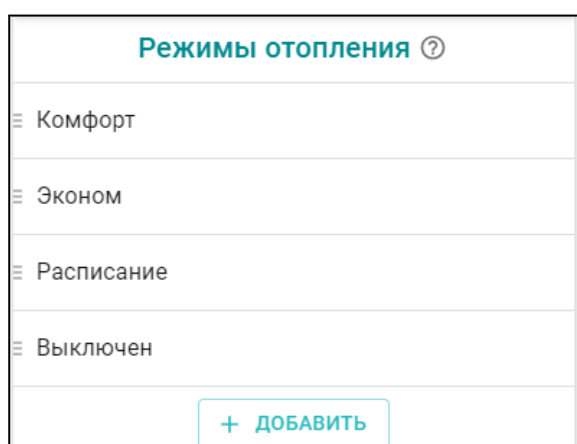 Режимы отопления ?
Комфорт
Эконом
Расписание
Выключен
+ ДОБАВИТЬ